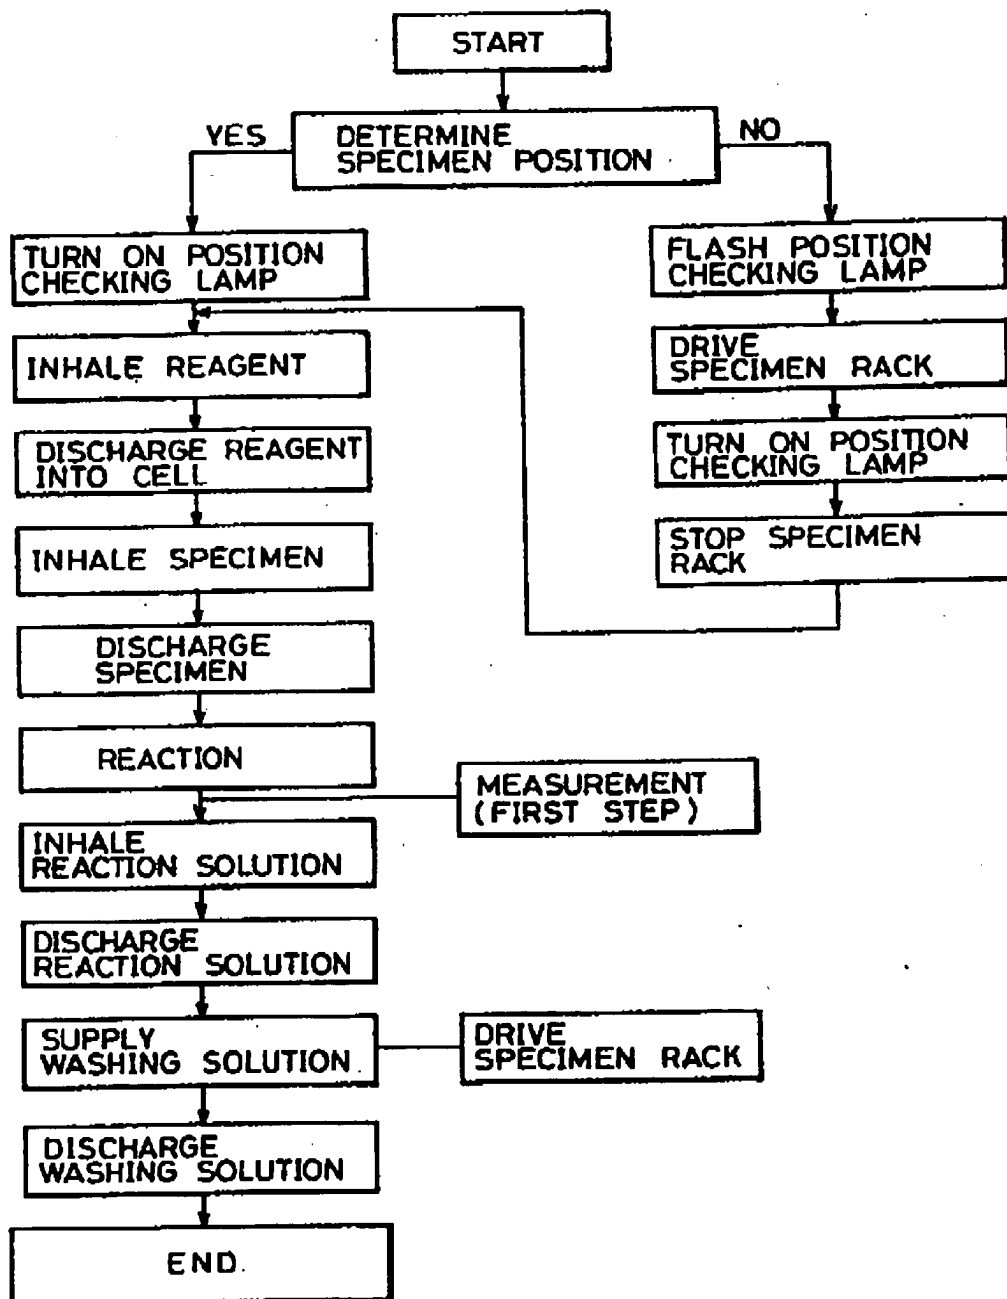 START
YES
DETERMINE
SPECIMEN POSITION
NO
TURN ON POSITION
CHECKING LAMP
INHALE REAGENT
DISCHARGE REAGENT
INTO CELL
INHALE SPECIMEN
DISCHARGE
SPECIMEN
REACTION
FLASH POSITION
CHECKING LAMP
DRIVE
SPECIMEN RACK
TURN ON POSITION
CHECKING LAMP
STOP SPECIMEN
RACK
MEASUREMENT
(FIRST STEP)
INHALE
REACTION SOLUTION
DISCHARGE
REACTION SOLUTION
SUPPLY
WASHING SOLUTION
DRIVE
SPECIMEN RACK
DISCHARGE
WASHING SOLUTION
END.